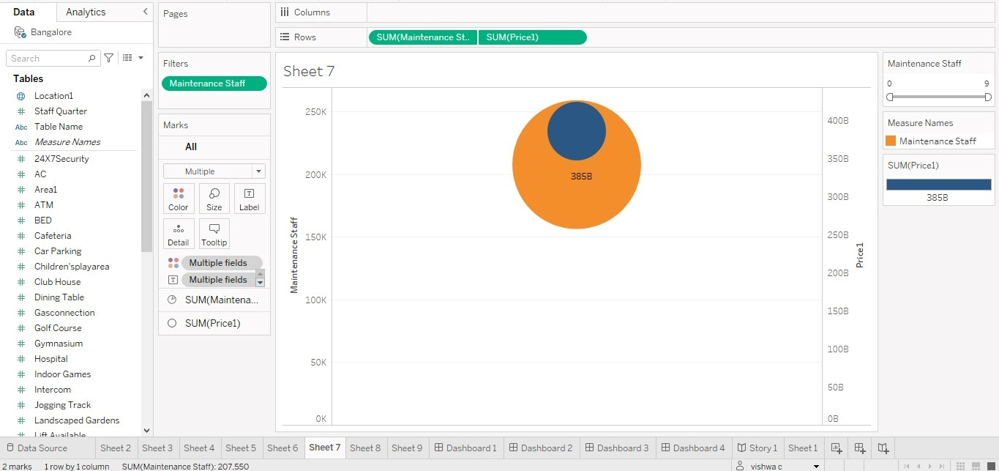 Data
Analytics
Bangalore
Search
Tables
Location1
Staff Quarter
Abc Table Name
Abc Measure Names
24X7Security
AC
Area1
ATM
BED
Cafeteria
Car Parking
Children'splayarea
Club House
Dining Table
Gasconnection
Golf Course
Gymnasium
Hospital
Indoor Games
Intercom
Jogging Track
Landscaped Gardens
Lift Available
Pages
Filters
Maintenance Staff
Marks
All
Multiple
Color Size Label
Detail Tooltip
Multiple fields
Multiple fields
SUM(Maintena...
SUM(Price1)
Columns
Rows SUM(Maintenance St.. SUM(Price1)
Sheet 7
Maintenance Staff
250K
200K
150K
100K
50K
0K
385B
400B
350B
300B
250B
200B
150B
100B
50B
0B
Price1
Maintenance Staff
0 9
Measure Names
Maintenance Staff
SUM(Price1)
385B
Data Source Sheet 2 Sheet 3 Sheet 4 Sheet 5 Sheet 6 Sheet 7 Sheet 8 Sheet 9 Dashboard 1 Dashboard 2 Dashboard 3 Dashboard 4 Story 1 Sheet 1
2 marks 1 row by 1 column SUM(Maintenance Staff): 207,550 vishwa c